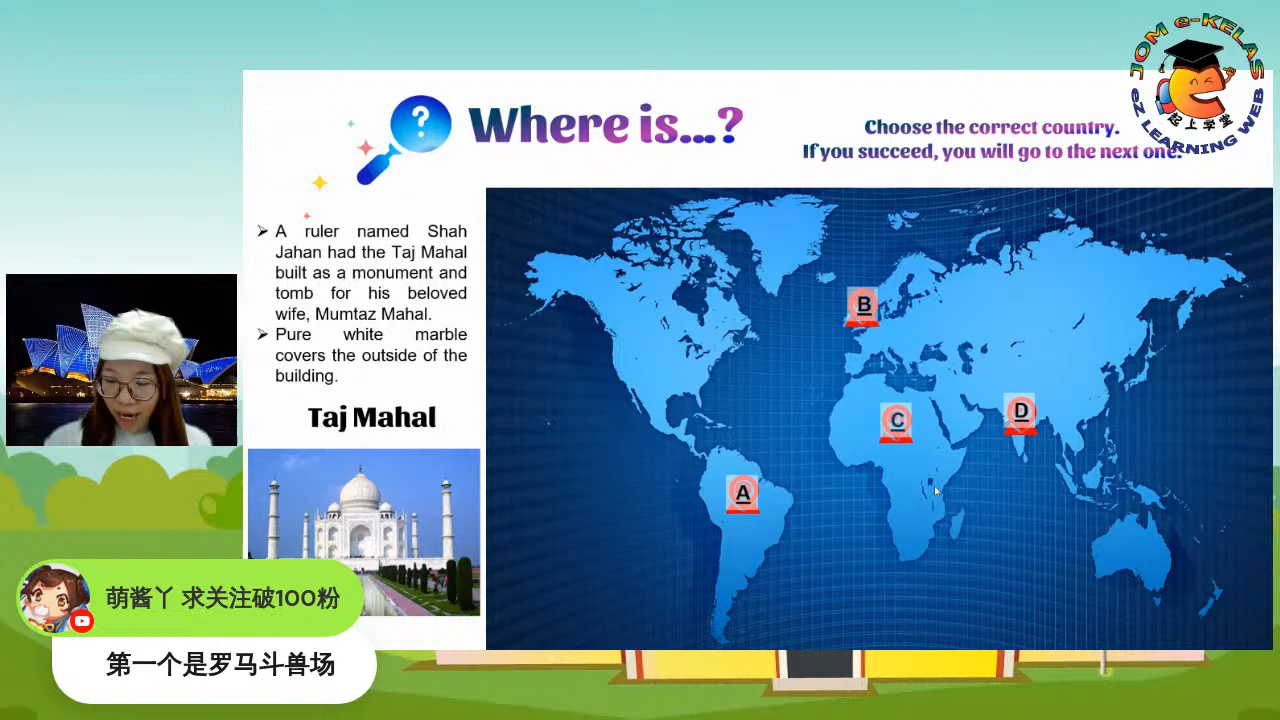 JOM e-KELAS
一起上学堂
eZ LEARNING WEB
?
Where is...?
Choose the correct country.
If you succeed, you will go to the next one.
➢ A ruler named Shah
Jahan had the Taj Mahal
built as a monument and
tomb for his beloved
wife, Mumtaz Mahal.
➢ Pure white marble
covers the outside of the
building.
Taj Mahal
B
C
D
A
萌酱丫 求关注破100粉
第一个是罗马斗兽场